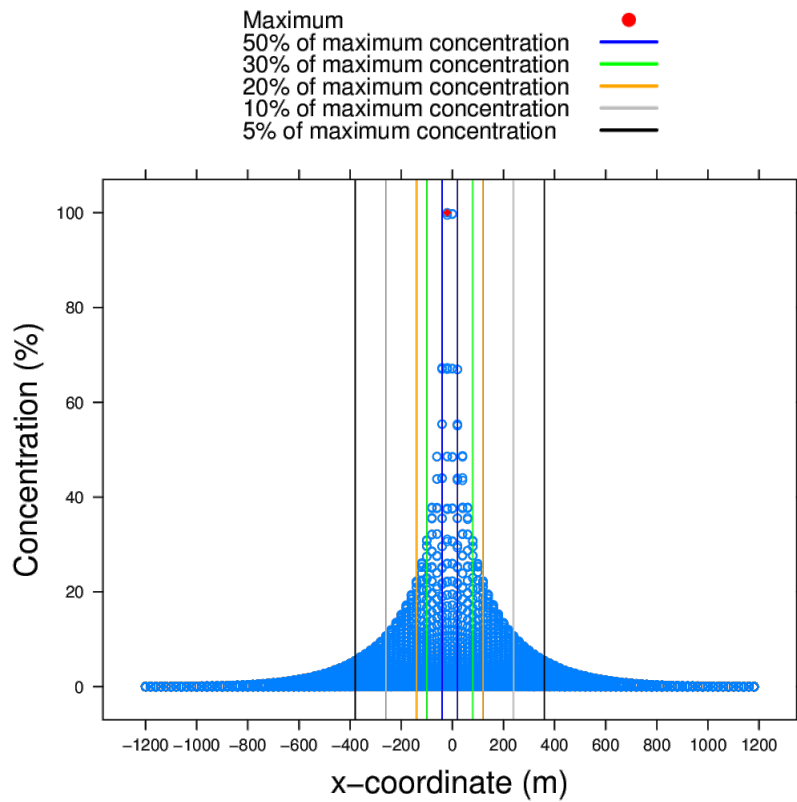 Maximum
50% of maximum concentration
30% of maximum concentration
20% of maximum concentration
10% of maximum concentration
5% of maximum concentration
100
80
60
40
20
0
Concentration (%)
−1200 −1000 −800 −600 −400 −200 0 200 400 600 800 1000 1200
x−coordinate (m)